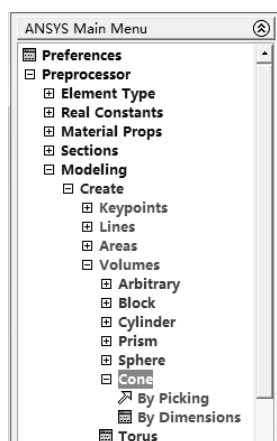 ANSYS Main Menu
Preferences
Preprocessor
Element Type
Real Constants
Material Props
Sections
Modeling
Create
Keypoints
Lines
Areas
Volumes
Arbitrary
Block
Cylinder
Prism
Sphere
Cone
By Picking
By Dimensions
Torus